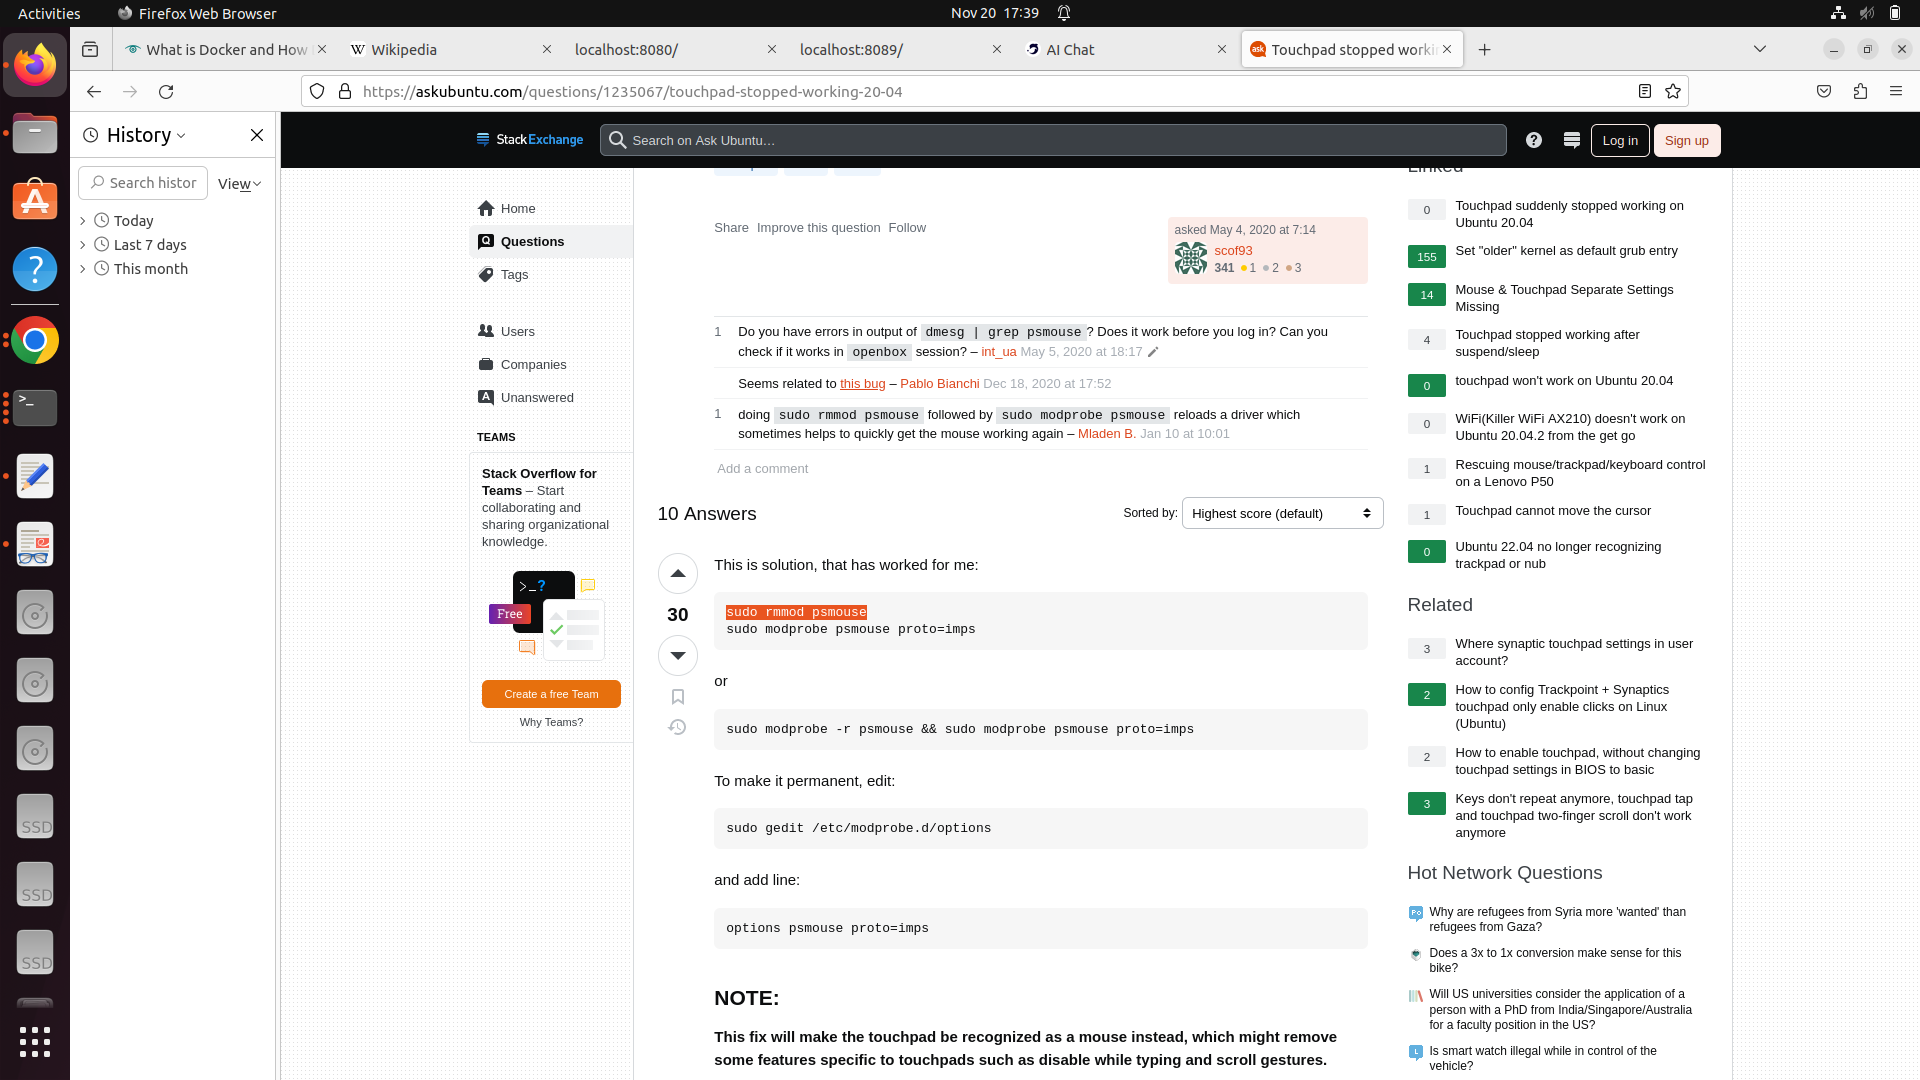 Activities
Firefox Web Browser
Nov 20 17:39
What is Docker and How
Wikipedia
localhost:8080/
localhost:8089/
AI Chat
Touchpad stopped workin
https://askubuntu.com/questions/1235067/touchpad-stopped-working-20-04
History
Search histor
View
Today
Last 7 days
This month
StackExchange
Search on Ask Ubuntu…
Log in
Sign up
Home
Questions
Tags
Users
Companies
Unanswered
TEAMS
Stack Overflow for
Teams – Start
collaborating and
sharing organizational
knowledge.
>_?
Free
Create a free Team
Why Teams?
Share Improve this question Follow
asked May 4, 2020 at 7:14
scof93
341 1 2 3
1 Do you have errors in output of dmesg | grep psmouse ? Does it work before you log in? Can you
check if it works in openbox session? – int_ua May 5, 2020 at 18:17
Seems related to this bug – Pablo Bianchi Dec 18, 2020 at 17:52
1 doing sudo rmmod psmouse followed by sudo modprobe psmouse reloads a driver which
sometimes helps to quickly get the mouse working again – Mladen B. Jan 10 at 10:01
Add a comment
10 Answers
Sorted by: Highest score (default)
30
This is solution, that has worked for me:
sudo rmmod psmouse
sudo modprobe psmouse proto=imps
or
sudo modprobe -r psmouse && sudo modprobe psmouse proto=imps
To make it permanent, edit:
sudo gedit /etc/modprobe.d/options
and add line:
options psmouse proto=imps
NOTE:
This fix will make the touchpad be recognized as a mouse instead, which might remove
some features specific to touchpads such as disable while typing and scroll gestures.
Linked
0 Touchpad suddenly stopped working on
Ubuntu 20.04
155 Set "older" kernel as default grub entry
14 Mouse & Touchpad Separate Settings
Missing
4 Touchpad stopped working after
suspend/sleep
0 touchpad won't work on Ubuntu 20.04
0 WiFi(Killer WiFi AX210) doesn't work on
Ubuntu 20.04.2 from the get go
1 Rescuing mouse/trackpad/keyboard control
on a Lenovo P50
1 Touchpad cannot move the cursor
0 Ubuntu 22.04 no longer recognizing
trackpad or nub
Related
3 Where synaptic touchpad settings in user
account?
2 How to config Trackpoint + Synaptics
touchpad only enable clicks on Linux
(Ubuntu)
2 How to enable touchpad, without changing
touchpad settings in BIOS to basic
3 Keys don't repeat anymore, touchpad tap
and touchpad two-finger scroll don't work
anymore
Hot Network Questions
Why are refugees from Syria more 'wanted' than
refugees from Gaza?
Does a 3x to 1x conversion make sense for this
bike?
Will US universities consider the application of a
person with a PhD from India/Singapore/Australia
for a faculty position in the US?
Is smart watch illegal while in control of the
vehicle?
SSD
SSD
SSD